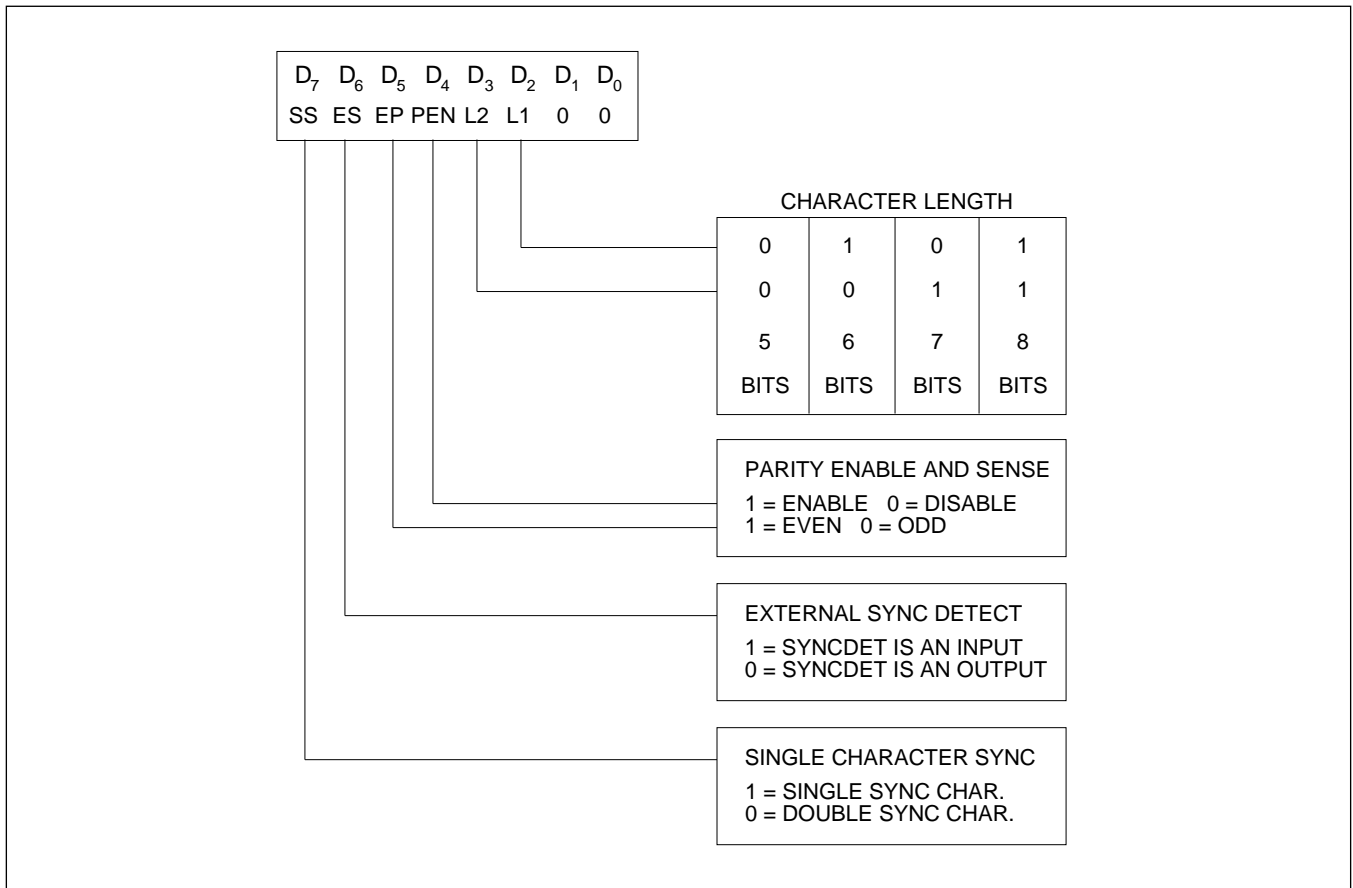 D7 D6 D5 D4 D3 D2 D1 D0
SS ES EP PEN L2 L1 0 0
CHARACTER LENGTH
0 1 0 1
0 0 1 1
5 6 7 8
BITS BITS BITS BITS
PARITY ENABLE AND SENSE
1 = ENABLE 0 = DISABLE
1 = EVEN 0 = ODD
EXTERNAL SYNC DETECT
1 = SYNCDET IS AN INPUT
0 = SYNCDET IS AN OUTPUT
SINGLE CHARACTER SYNC
1 = SINGLE SYNC CHAR.
0 = DOUBLE SYNC CHAR.